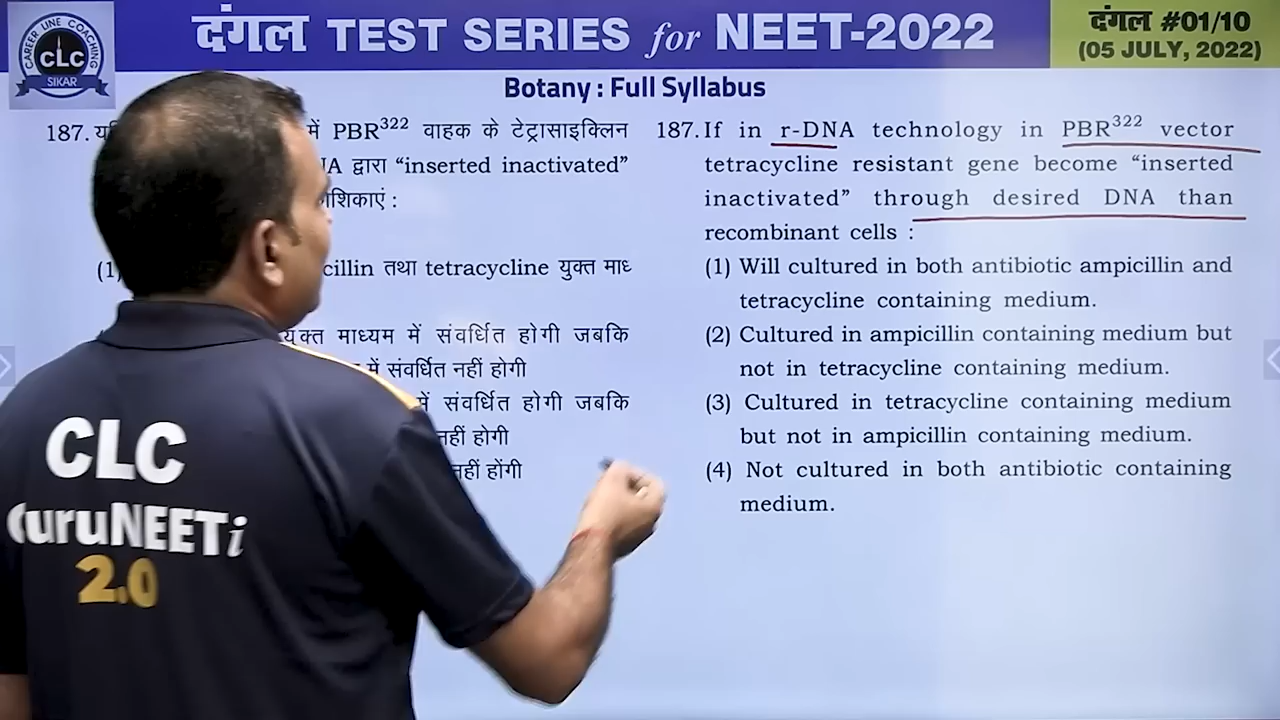 CAREER LINE COACHING
CLC
SIKAR
दंगल TEST SERIES for NEET-2022
दंगल #01/10
(05 JULY, 2022)
Botany : Full Syllabus
187. में PBR³²² वाहक के टेट्रासाइक्लिन
द्वारा “inserted inactivated”
(1) तथा tetracycline युक्त
युक्त माध्यम में संवर्धित होगी जबकि
में संवर्धित नहीं होगी
में संवर्धित होगी जबकि
नहीं होगी
नहीं होंगी
187. If in r-DNA technology in PBR³²² vector
tetracycline resistant gene become “inserted
inactivated” through desired DNA than
recombinant cells :
(1) Will cultured in both antibiotic ampicillin and
tetracycline containing medium.
(2) Cultured in ampicillin containing medium but
not in tetracycline containing medium.
(3) Cultured in tetracycline containing medium
but not in ampicillin containing medium.
(4) Not cultured in both antibiotic containing
medium.
CLC
GuruNEETi
2.0